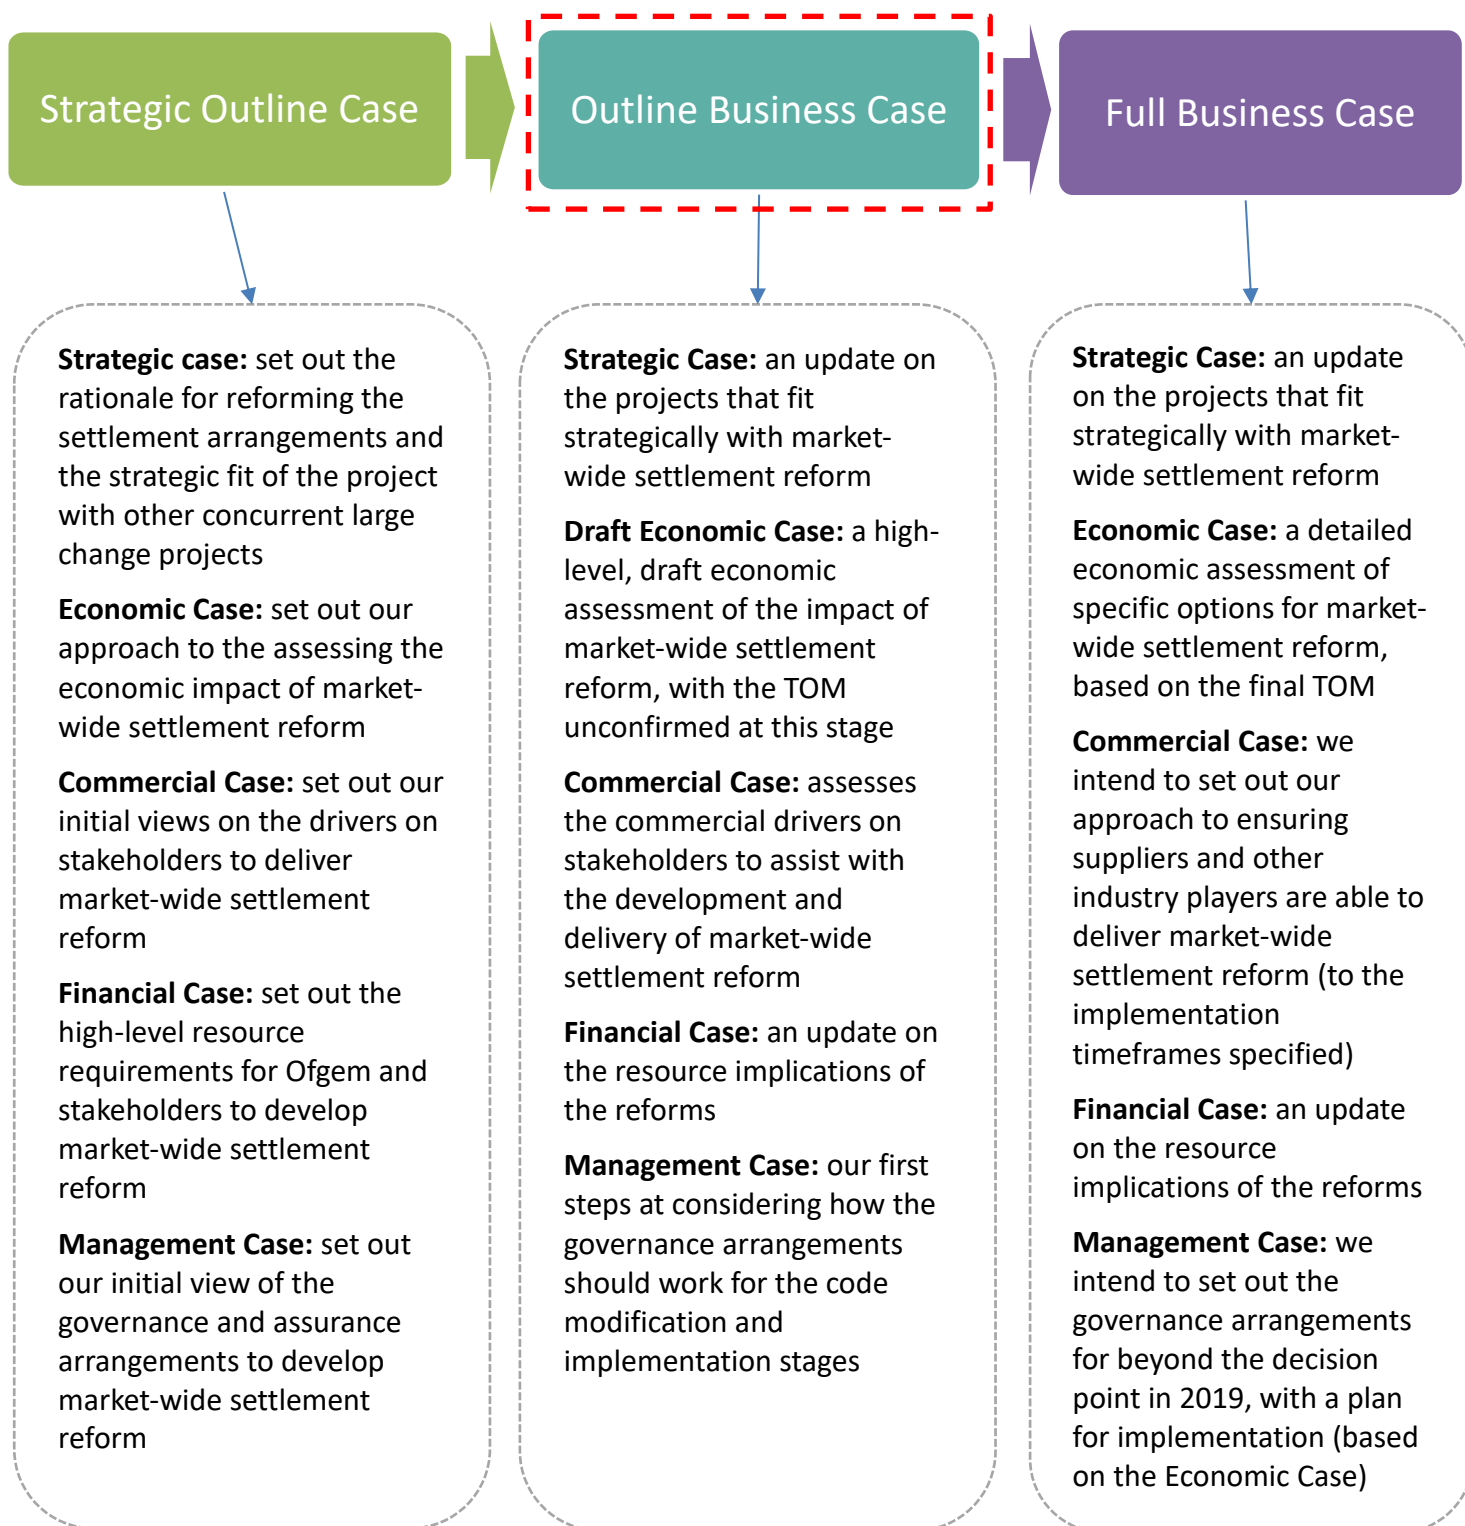 Strategic Outline Case
Outline Business Case
Full Business Case
Strategic case: set out the
rationale for reforming the
settlement arrangements and
the strategic fit of the project
with other concurrent large
change projects
Economic Case: set out our
approach to the assessing the
economic impact of market-
wide settlement reform
Commercial Case: set out our
initial views on the drivers on
stakeholders to deliver
market-wide settlement
reform
Financial Case: set out the
high-level resource
requirements for Ofgem and
stakeholders to develop
market-wide settlement
reform
Management Case: set out
our initial view of the
governance and assurance
arrangements to develop
market-wide settlement
reform
Strategic Case: an update on
the projects that fit
strategically with market-
wide settlement reform
Draft Economic Case: a high-
level, draft economic
assessment of the impact of
market-wide settlement
reform, with the TOM
unconfirmed at this stage
Commercial Case: assesses
the commercial drivers on
stakeholders to assist with
the development and
delivery of market-wide
settlement reform
Financial Case: an update on
the resource implications of
the reforms
Management Case: our first
steps at considering how the
governance arrangements
should work for the code
modification and
implementation stages
Strategic Case: an update
on the projects that fit
strategically with market-
wide settlement reform
Economic Case: a detailed
economic assessment of
specific options for market-
wide settlement reform,
based on the final TOM
Commercial Case: we
intend to set out our
approach to ensuring
suppliers and other
industry players are able to
deliver market-wide
settlement reform (to the
implementation
timeframes specified)
Financial Case: an update
on the resource
implications of the reforms
Management Case: we
intend to set out the
governance arrangements
for beyond the decision
point in 2019, with a plan
for implementation (based
on the Economic Case)